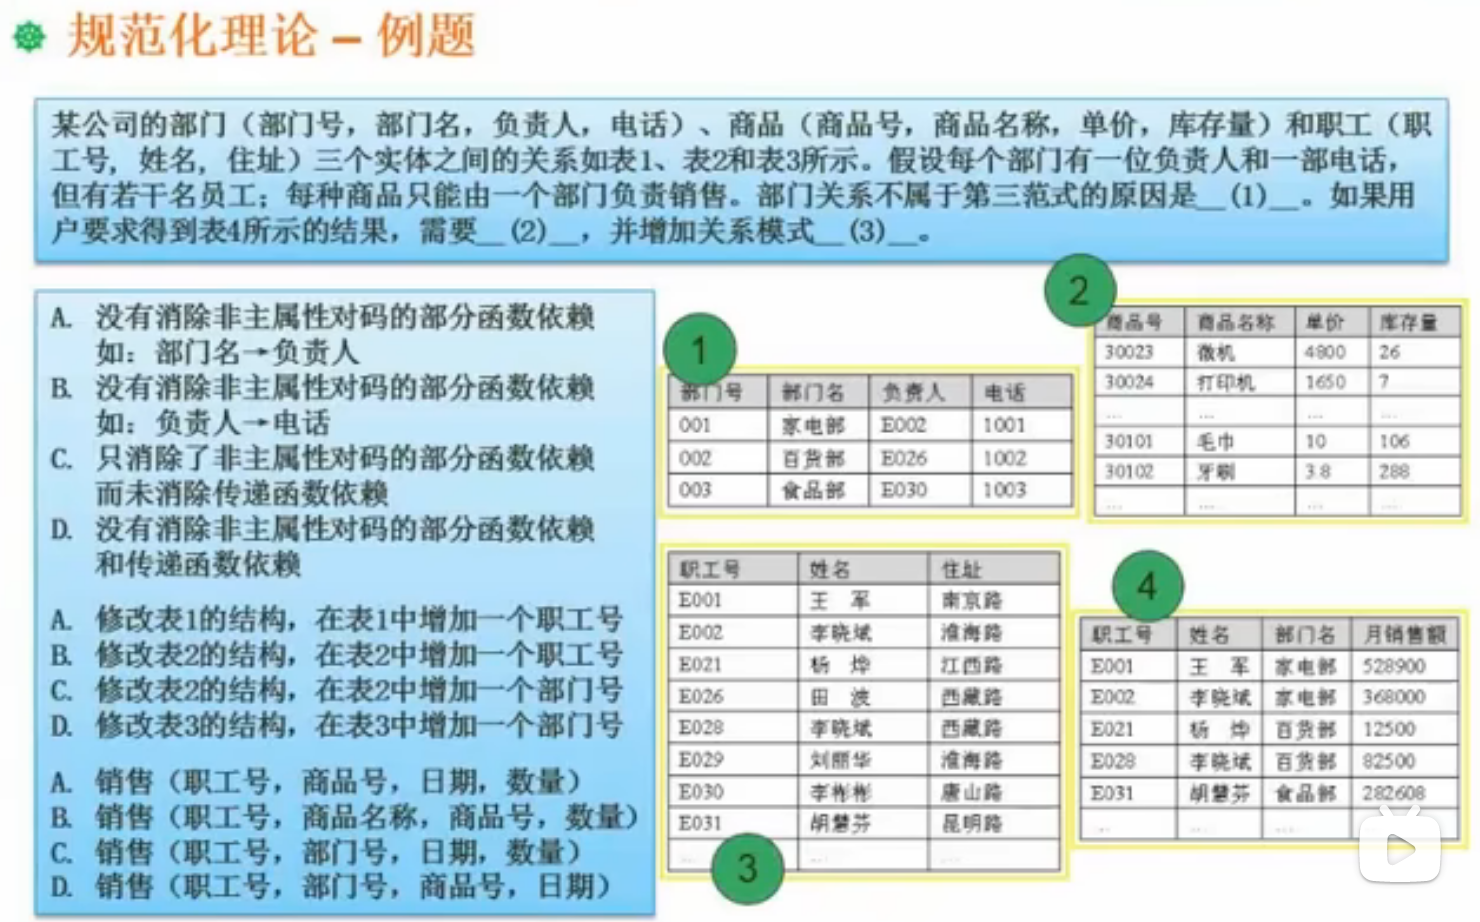 规范化理论 – 例题
某公司的部门（部门号，部门名，负责人，电话）、商品（商品号，商品名称，单价，库存量）和职工（职
工号，姓名，住址）三个实体之间的关系如表1、表2和表3所示。假设每个部门有一位负责人和一部电话，
但有若干名员工；每种商品只能由一个部门负责销售。部门关系不属于第三范式的原因是__(1)__。如果用
户要求得到表4所示的结果，需要__(2)__，并增加关系模式__(3)__。
A. 没有消除非主属性对码的部分函数依赖
如：部门名→负责人
B. 没有消除非主属性对码的部分函数依赖
如：负责人→电话
C. 只消除了非主属性对码的部分函数依赖
而未消除传递函数依赖
D. 没有消除非主属性对码的部分函数依赖
和传递函数依赖
A. 修改表1的结构，在表1中增加一个职工号
B. 修改表2的结构，在表2中增加一个职工号
C. 修改表2的结构，在表2中增加一个部门号
D. 修改表3的结构，在表3中增加一个部门号
A. 销售（职工号，商品号，日期，数量）
B. 销售（职工号，商品名称，商品号，数量）
C. 销售（职工号，部门号，日期，数量）
D. 销售（职工号，部门号，商品号，日期）
1
部门号 部门名 负责人 电话
001 家电部 E002 1001
002 百货部 E026 1002
003 食品部 E030 1003
2
商品号 商品名称 单价 库存量
30023 微机 4800 26
30024 打印机 1650 7
... ... ... ...
30101 毛巾 10 106
30102 牙刷 3.8 288
... ... ... ...
职工号 姓名 住址
E001 王 军 南京路
E002 李晓斌 淮海路
E021 杨 烨 江西路
E026 田 波 西藏路
E028 李晓斌 西藏路
E029 刘丽华 淮海路
E030 李彬彬 唐山路
E031 胡慧芬 昆明路
... ... ...
3
4
职工号 姓名 部门名 月销售额
E001 王 军 家电部 528900
E002 李晓斌 家电部 368000
E021 杨 烨 百货部 12500
E028 李晓斌 百货部 82500
E031 胡慧芬 食品部 282608
... ... ... ...